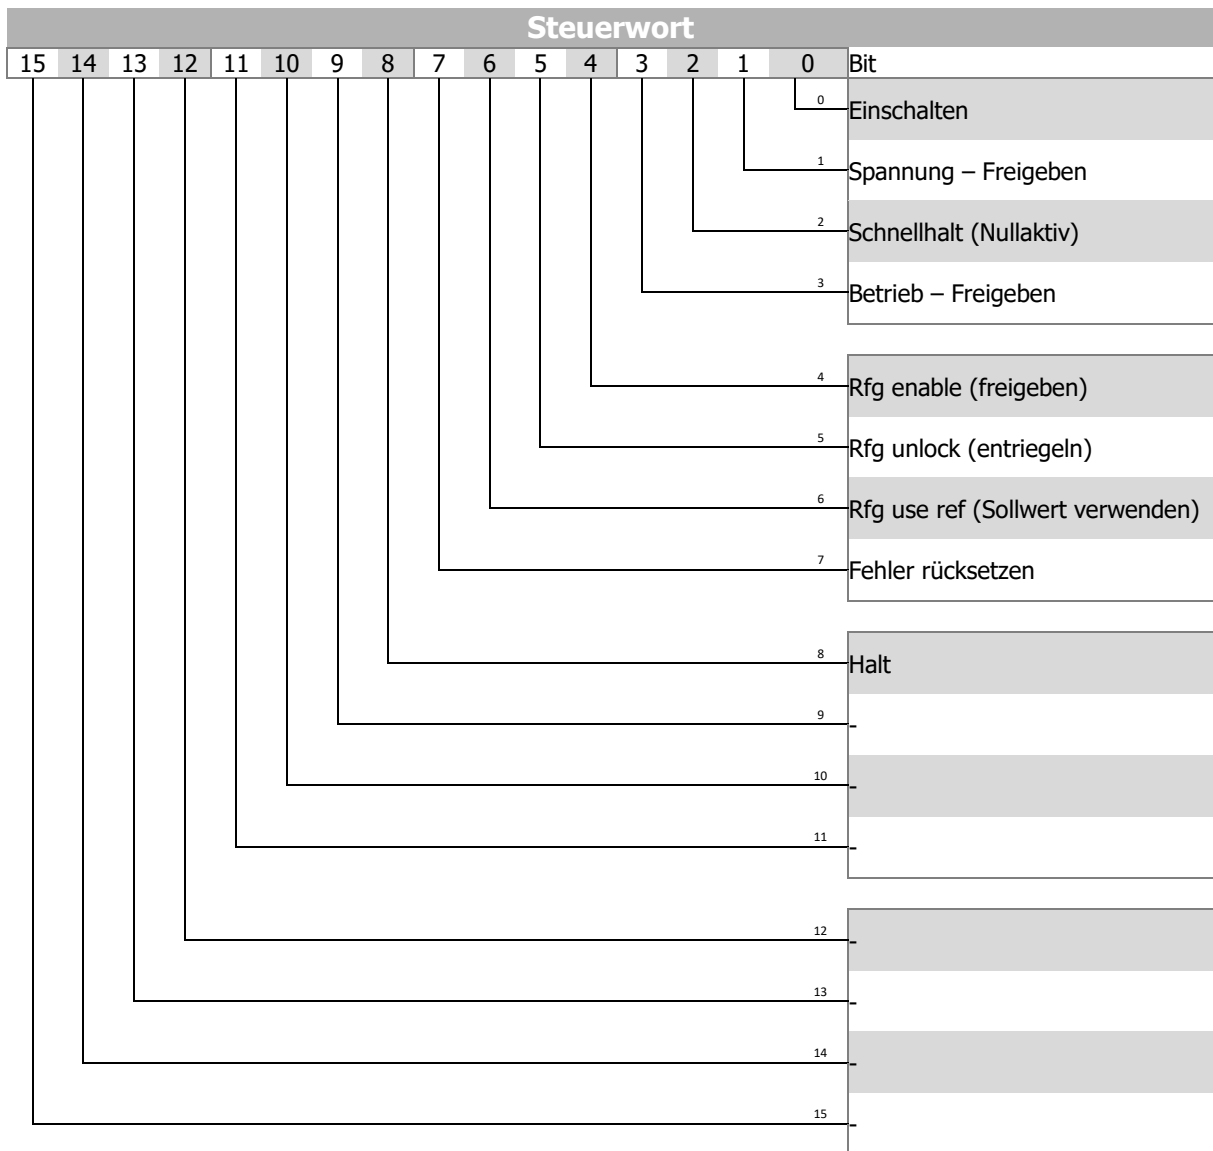 Steuerwort
15 14 13 12 11 10 9 8 7 6 5 4 3 2 1 0 Bit
0 Einschalten
1 Spannung – Freigeben
2 Schnellhalt (Nullaktiv)
3 Betrieb – Freigeben
4 Rfg enable (freigeben)
5 Rfg unlock (entriegeln)
6 Rfg use ref (Sollwert verwenden)
7 Fehler rücksetzen
8 Halt
9 -
10 -
11 -
12 -
13 -
14 -
15 -